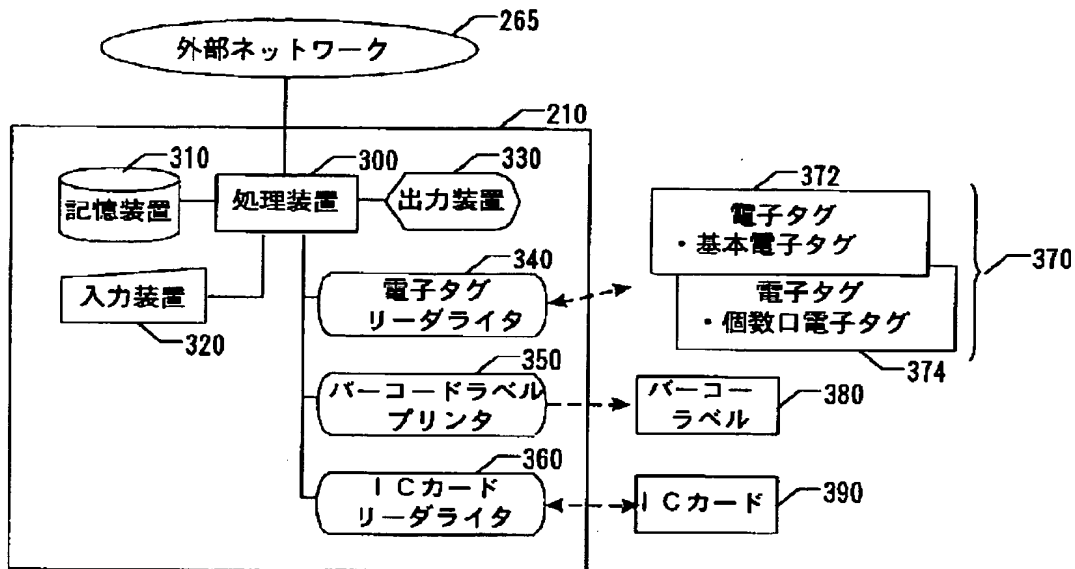 265
外部ネットワーク
210
310
300
330
372
記憶装置
処理装置
出力装置
電子タグ
・基本電子タグ
340
370
入力装置
電子タグ
リーダライタ
電子タグ
・個数口電子タグ
320
350
374
380
バーコードラベル
プリンタ
バーコー
ラベル
360
ICカード
リーダライタ
ICカード
390